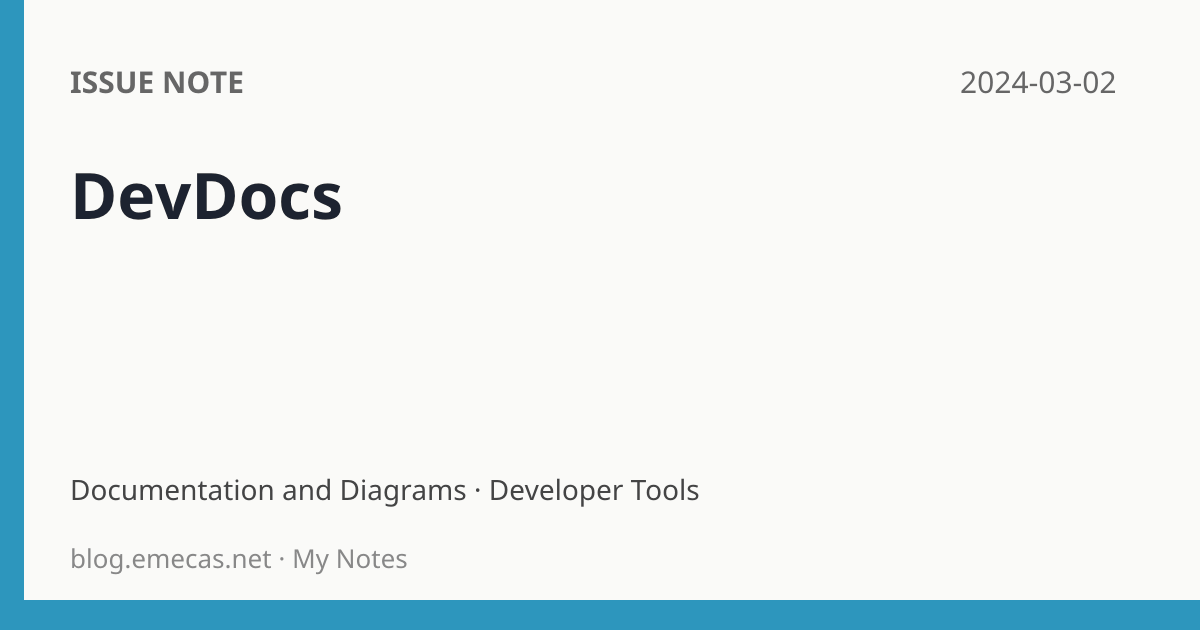 ISSUE NOTE 2024-03-02
DevDocs
Documentation and Diagrams · Developer Tools
blog.emecas.net · My Notes